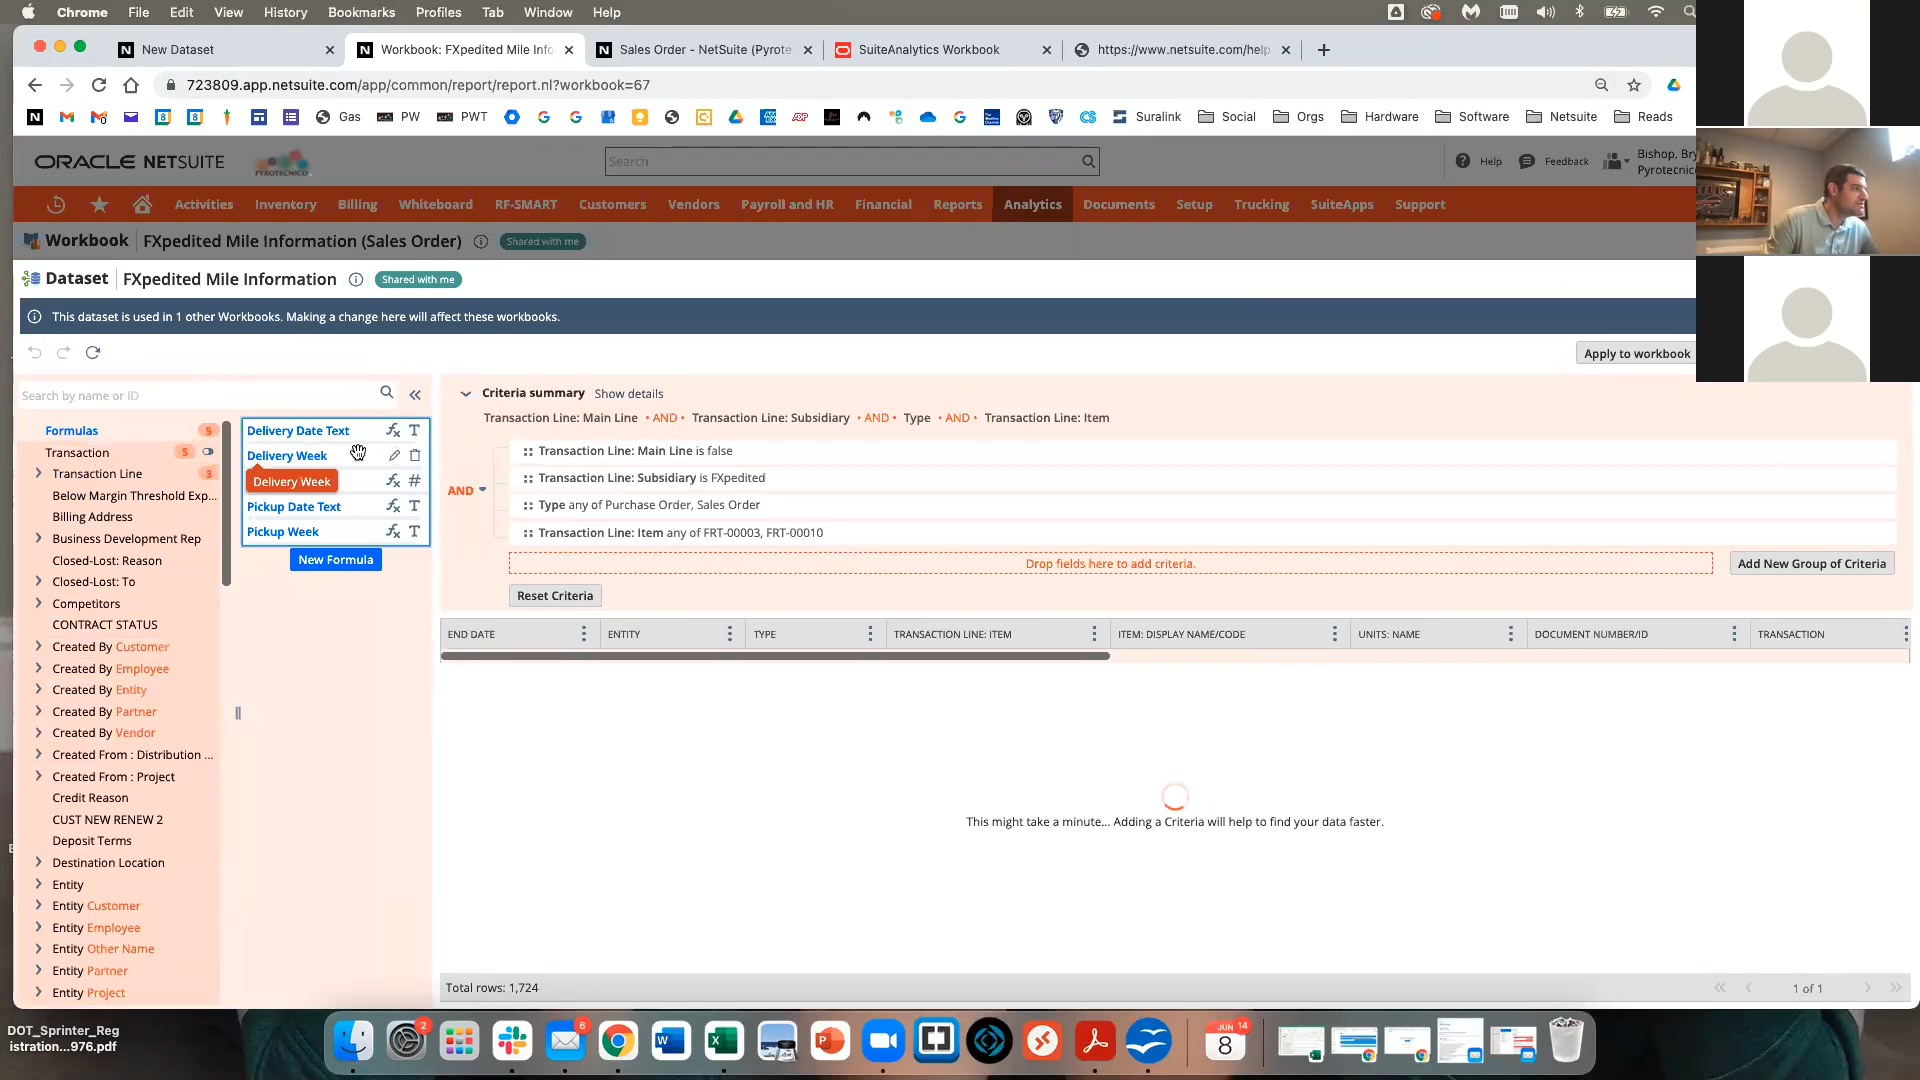 Chrome File Edit View History Bookmarks Profiles Tab Window Help
New Dataset
Workbook: FXpedited Mile Info
Sales Order - NetSuite (Pyrote
SuiteAnalytics Workbook
https://www.netsuite.com/help
723809.app.netsuite.com/app/common/report/report.nl?workbook=67
Gas PW PWT Suralink Social Orgs Hardware Software Netsuite Reads
ORACLE NETSUITE
PYROTECNICO
Search
Help
Feedback
Bishop, Bry
Pyrotecnico
Activities Inventory Billing Whiteboard RF-SMART Customers Vendors Payroll and HR Financial Reports Analytics Documents Setup Trucking SuiteApps Support
Workbook FXpedited Mile Information (Sales Order) Shared with me
Dataset FXpedited Mile Information Shared with me
This dataset is used in 1 other Workbooks. Making a change here will affect these workbooks.
Apply to workbook
Search by name or ID
Formulas 5
Transaction 5
Transaction Line 3
Below Margin Threshold Exp...
Billing Address
Business Development Rep
Closed-Lost: Reason
Closed-Lost: To
Competitors
CONTRACT STATUS
Created By Customer
Created By Employee
Created By Entity
Created By Partner
Created By Vendor
Created From : Distribution ...
Created From : Project
Credit Reason
CUST NEW RENEW 2
Deposit Terms
Destination Location
Entity
Entity Customer
Entity Employee
Entity Other Name
Entity Partner
Entity Project
Delivery Date Text
Delivery Week
Delivery Week
Pickup Date Text
Pickup Week
New Formula
Criteria summary Show details
Transaction Line: Main Line • AND • Transaction Line: Subsidiary • AND • Type • AND • Transaction Line: Item
AND
Transaction Line: Main Line is false
Transaction Line: Subsidiary is FXpedited
Type any of Purchase Order, Sales Order
Transaction Line: Item any of FRT-00003, FRT-00010
Drop fields here to add criteria.
Add New Group of Criteria
Reset Criteria
END DATE ENTITY TYPE TRANSACTION LINE: ITEM ITEM: DISPLAY NAME/CODE UNITS: NAME DOCUMENT NUMBER/ID TRANSACTION
This might take a minute... Adding a Criteria will help to find your data faster.
Total rows: 1,724
1 of 1
DOT_Sprinter_Reg
istration...976.pdf
2
6
JUN 14
8